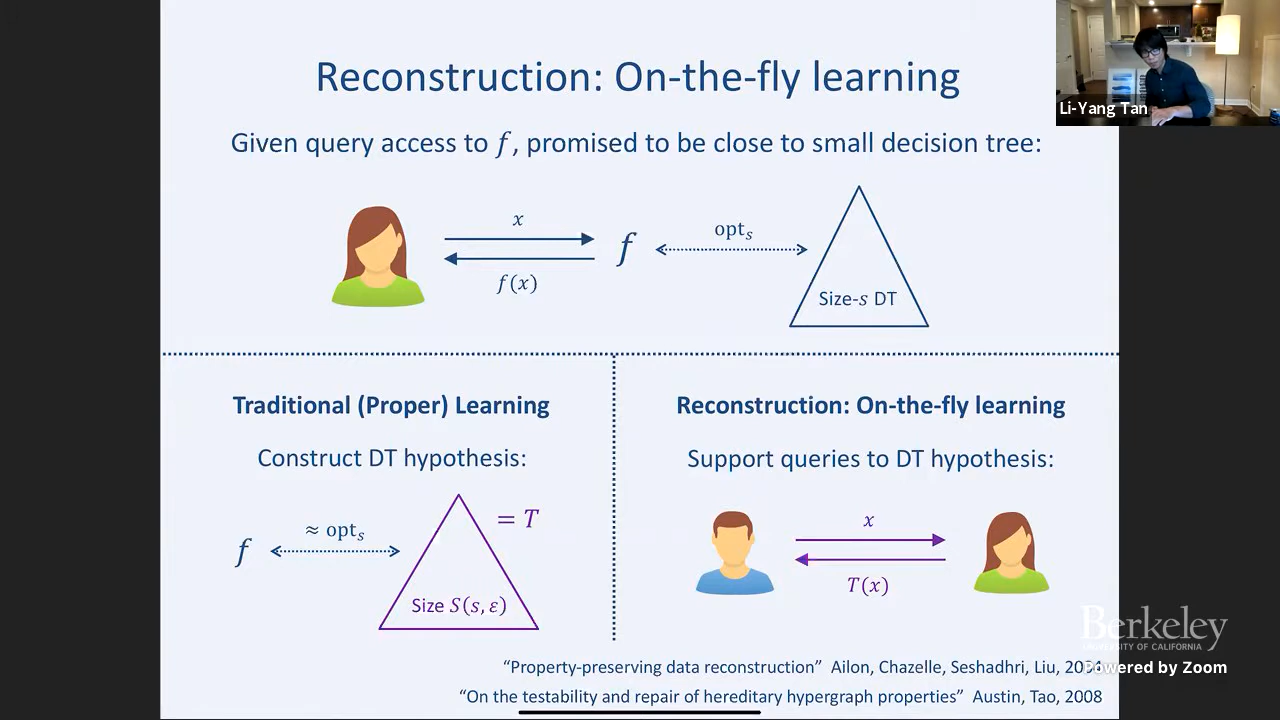 Reconstruction: On-the-fly learning
Li-Yang Tan
Given query access to f, promised to be close to small decision tree:
x
f(x)
f
optₛ
Size-s DT
Traditional (Proper) Learning
Construct DT hypothesis:
f
≈ optₛ
= T
Size S(s, ε)
Reconstruction: On-the-fly learning
Support queries to DT hypothesis:
x
T(x)
Berkeley
UNIVERSITY OF CALIFORNIA
Powered by Zoom
“Property-preserving data reconstruction” Ailon, Chazelle, Seshadhri, Liu,
“On the testability and repair of hereditary hypergraph properties” Austin, Tao, 2008